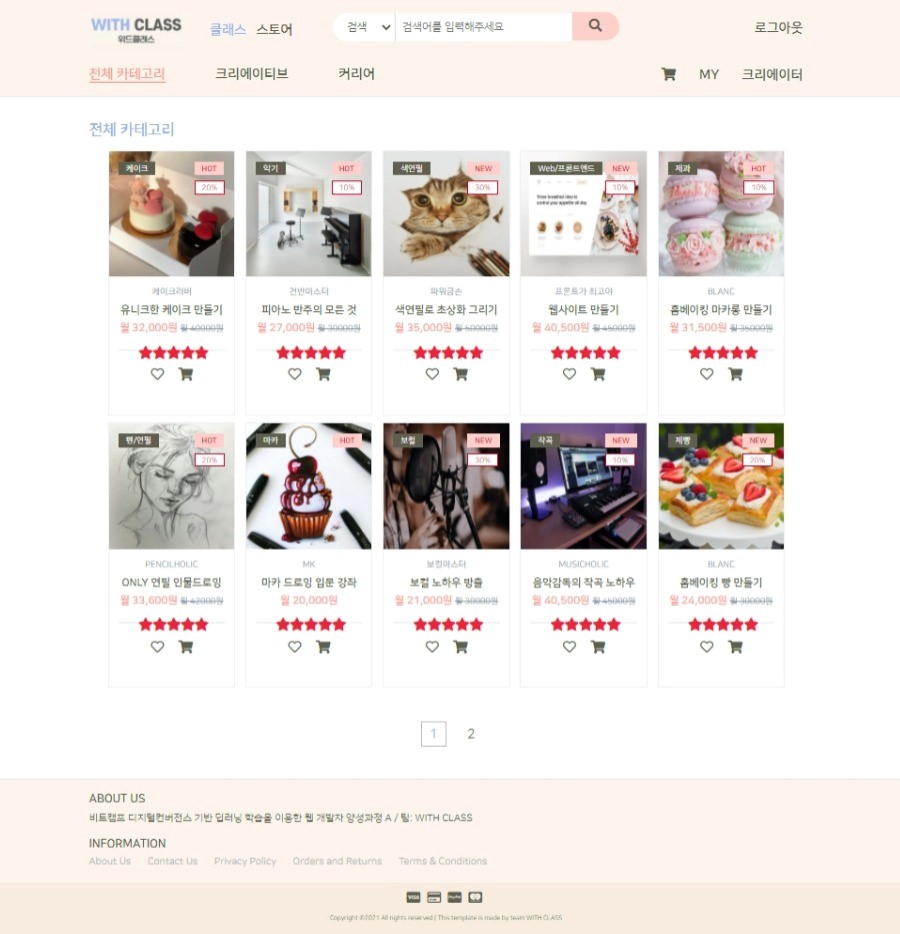 WITH CLASS
위드클래스
클래스 스토어
검색 검색어를 입력해주세요
로그아웃
전체 카테고리 크리에이티브 커리어
MY 크리에이터
전체 카테고리
케이크 HOT
20%
케이크러버
유니크한 케이크 만들기
월 32,000원 월 40000원
악기 HOT
10%
건반마스터
피아노 반주의 모든 것
월 27,000원 월 30000원
색연필 NEW
30%
파워금손
색연필로 초상화 그리기
월 35,000원 월 50000원
Web/프론트엔드 NEW
10%
프론트가 최고야
웹사이트 만들기
월 40,500원 월 45000원
제과 HOT
10%
BLANC
홈베이킹 마카롱 만들기
월 31,500원 월 35000원
펜/연필 HOT
20%
PENCILHOLIC
ONLY 연필 인물드로잉
월 33,600원 월 42000원
마카 HOT
MK
마카 드로잉 입문 강좌
월 20,000원
보컬 NEW
30%
보컬마스터
보컬 노하우 방출
월 21,000원 월 30000원
작곡 NEW
10%
MUSICHOLIC
음악감독의 작곡 노하우
월 40,500원 월 45000원
제빵 NEW
20%
BLANC
홈베이킹 빵 만들기
월 24,000원 월 30000원
1 2
ABOUT US
비트캠프 디지털컨버전스 기반 딥러닝 학습을 이용한 웹 개발자 양성과정 A / 팀: WITH CLASS
INFORMATION
About Us Contact Us Privacy Policy Orders and Returns Terms & Conditions
VISA PayPal
Copyright ©2021 All rights reserved | This template is made by team WITH CLASS